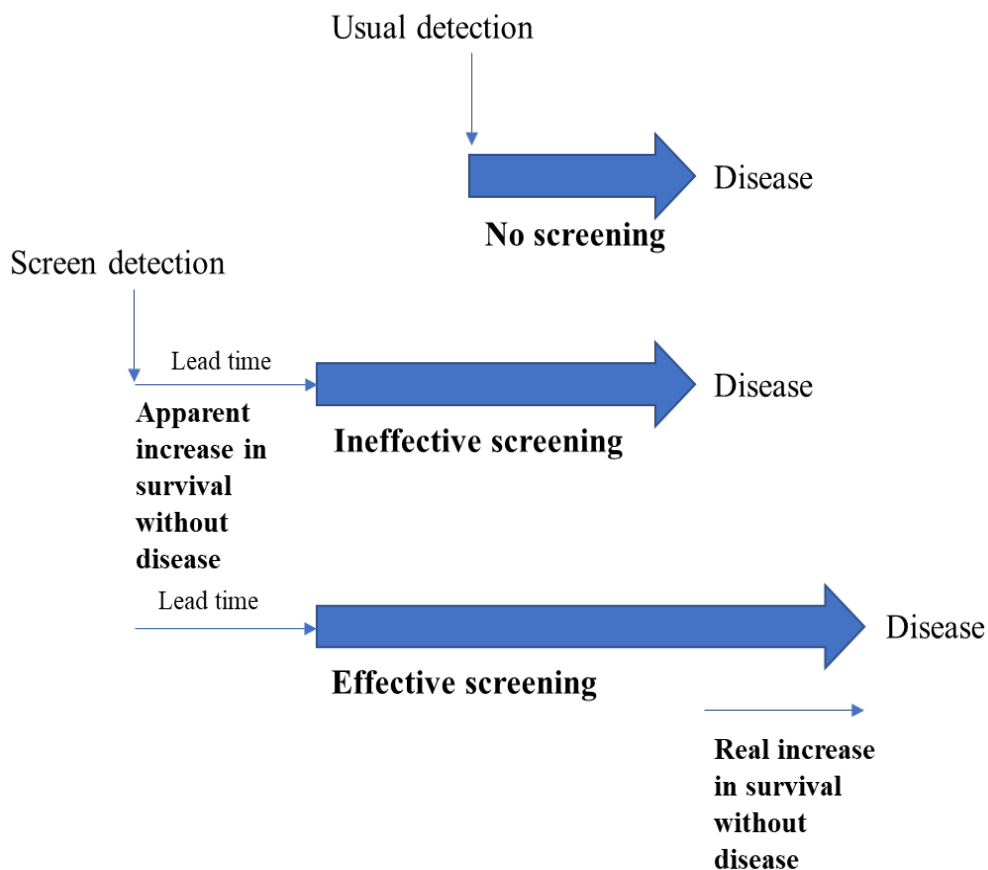 Usual detection
Disease
No screening
Screen detection
Lead time
Disease
Apparent
increase in
survival
without
disease
Ineffective screening
Lead time
Disease
Effective screening
Real increase
in survival
without
disease